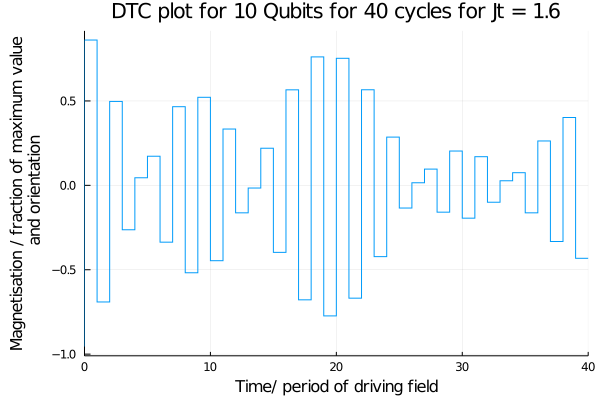 DTC plot for 10 Qubits for 40 cycles for Jt = 1.6
Magnetisation / fraction of maximum value
and orientation
0.5
0.0
−0.5
−1.0
0 10 20 30 40
Time/ period of driving field